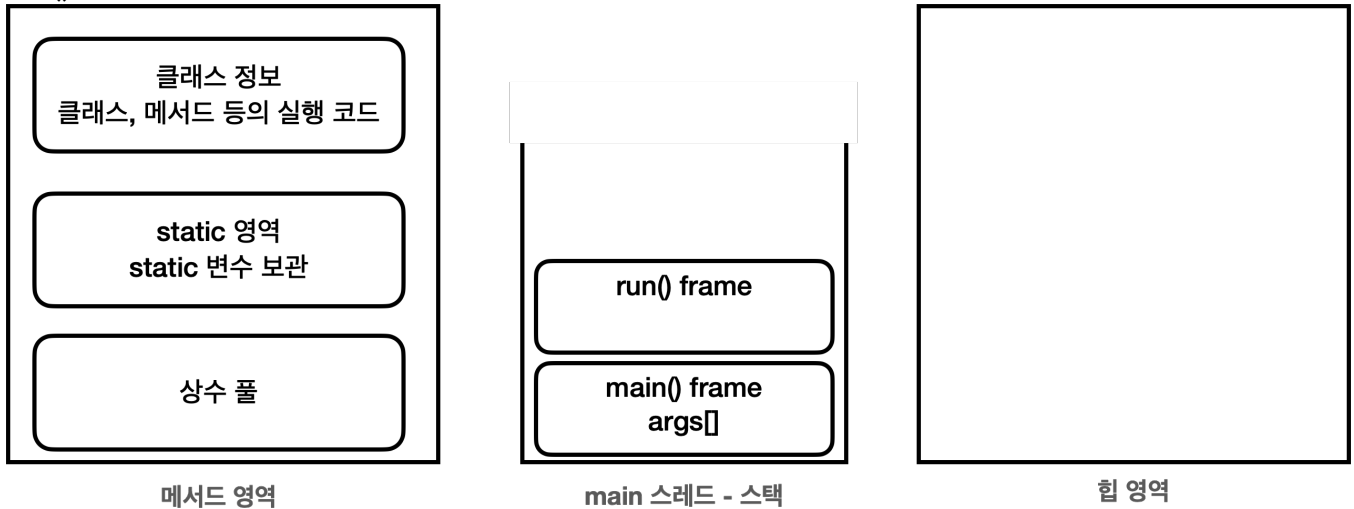 클래스 정보
클래스, 메서드 등의 실행 코드
static 영역
static 변수 보관
상수 풀
메서드 영역
run() frame
main() frame
args[]
main 스레드 - 스택
힙 영역